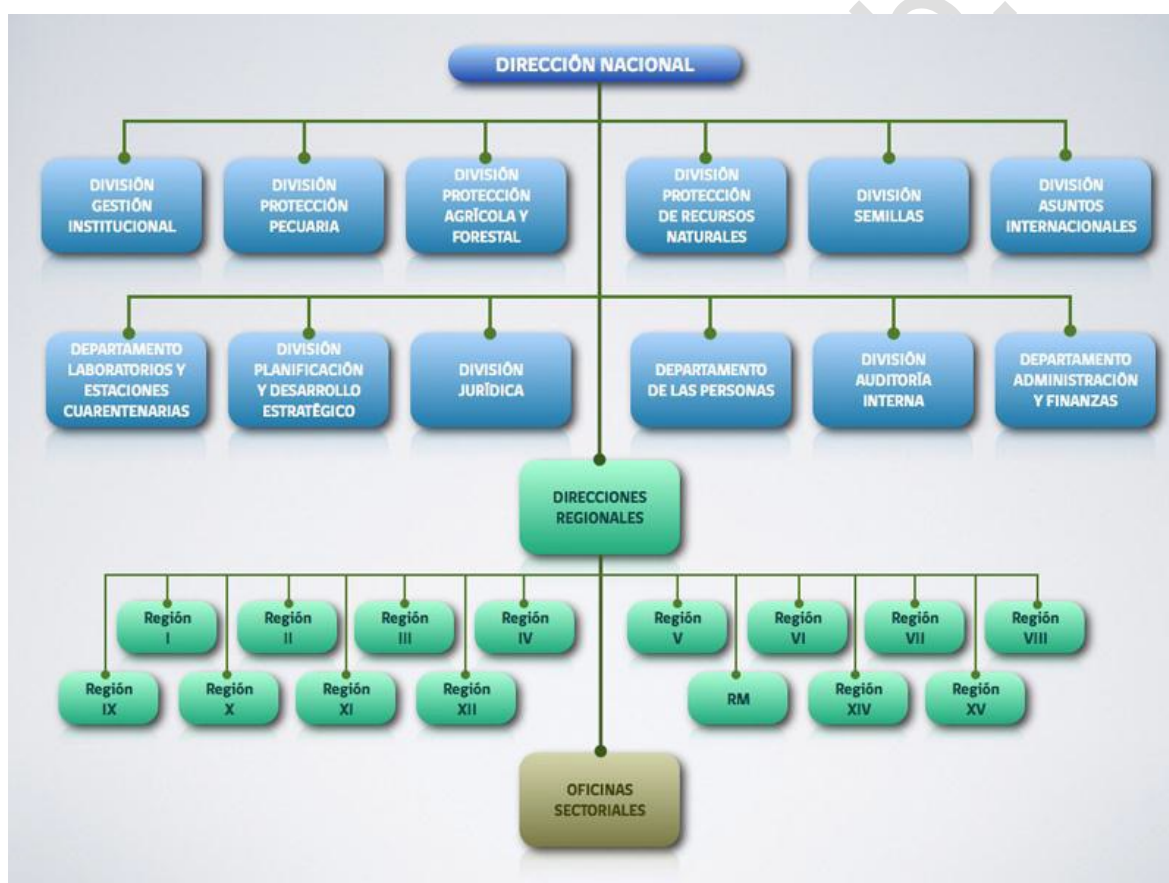 DIRECCIÓN NACIONAL
DIVISIÓN
GESTIÓN
INSTITUCIONAL
DIVISIÓN
PROTECCIÓN
PECUARIA
DIVISIÓN
PROTECCIÓN
AGRÍCOLA Y
FORESTAL
DIVISIÓN
PROTECCIÓN
DE RECURSOS
NATURALES
DIVISIÓN
SEMILLAS
DIVISIÓN
ASUNTOS
INTERNACIONALES
DEPARTAMENTO
LABORATORIOS Y
ESTACIONES
CUARENTENARIAS
DIVISIÓN
PLANIFICACIÓN
Y DESARROLLO
ESTRATÉGICO
DIVISIÓN
JURÍDICA
DEPARTAMENTO
DE LAS PERSONAS
DIVISIÓN
AUDITORÍA
INTERNA
DEPARTAMENTO
ADMINISTRACIÓN
Y FINANZAS
DIRECCIONES
REGIONALES
Región
I
Región
II
Región
III
Región
IV
Región
V
Región
VI
Región
VII
Región
VIII
Región
IX
Región
X
Región
XI
Región
XII
RM
Región
XIV
Región
XV
OFICINAS
SECTORIALES